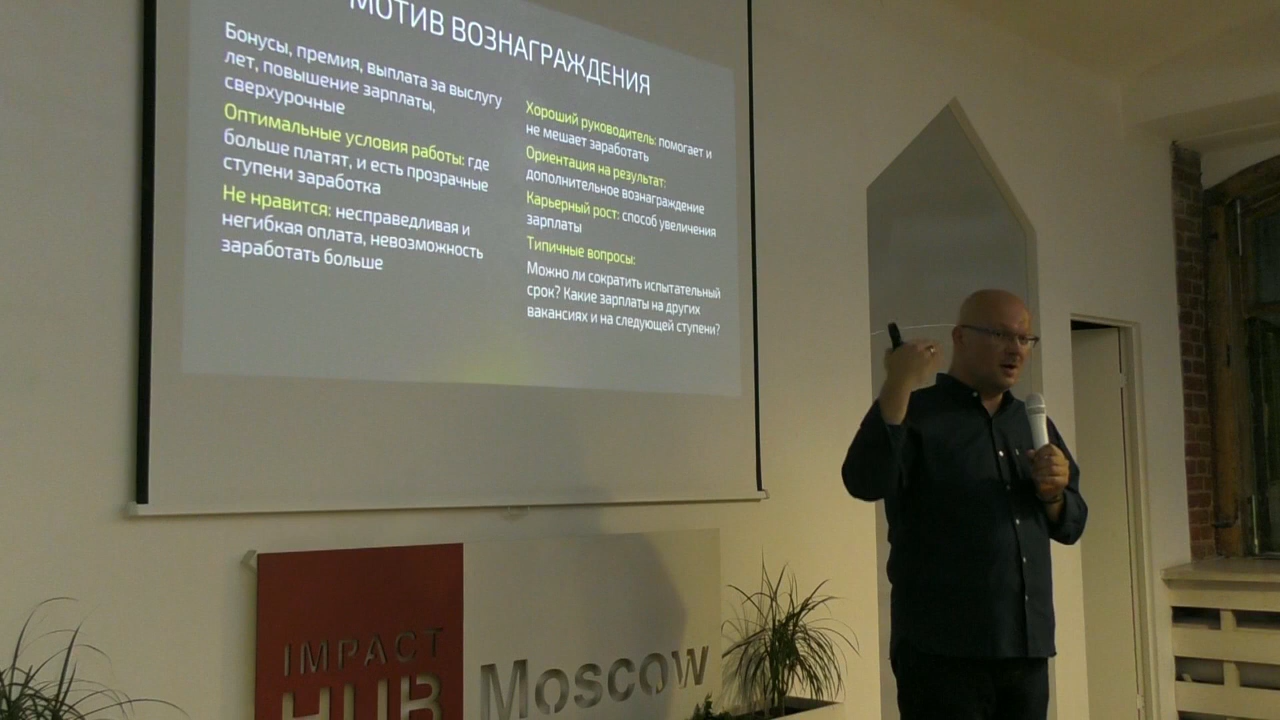 МОТИВ ВОЗНАГРАЖДЕНИЯ
Бонусы, премия, выплата за выслугу
лет, повышение зарплаты,
сверхурочные
Оптимальные условия работы: где
больше платят, и есть прозрачные
ступени заработка
Не нравится: несправедливая и
негибкая оплата, невозможность
заработать больше
Хороший руководитель: помогает и
не мешает заработать
Ориентация на результат:
дополнительное вознаграждение
Карьерный рост: способ увеличения
зарплаты
Типичные вопросы:
Можно ли сократить испытательный
срок? Какие зарплаты на других
вакансиях и на следующей ступени?
IMPACT
HUB
Moscow